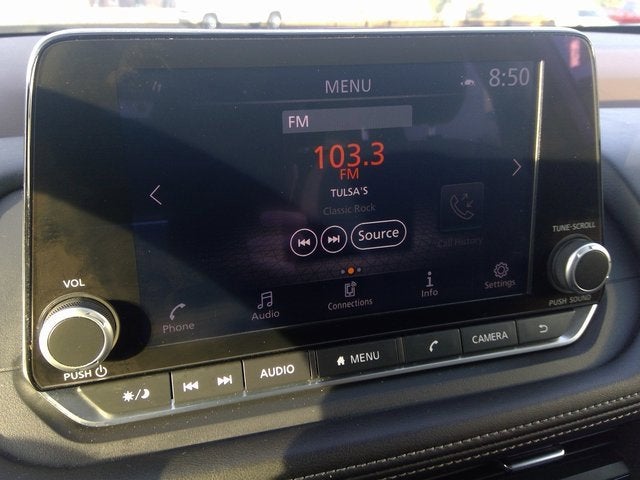 MENU
8:50
FM
103.3
FM
TULSA'S
Classic Rock
Source
Call History
Phone
Audio
Connections
Info
Settings
VOL
PUSH
TUNE·SCROLL
PUSH SOUND
AUDIO
MENU
CAMERA